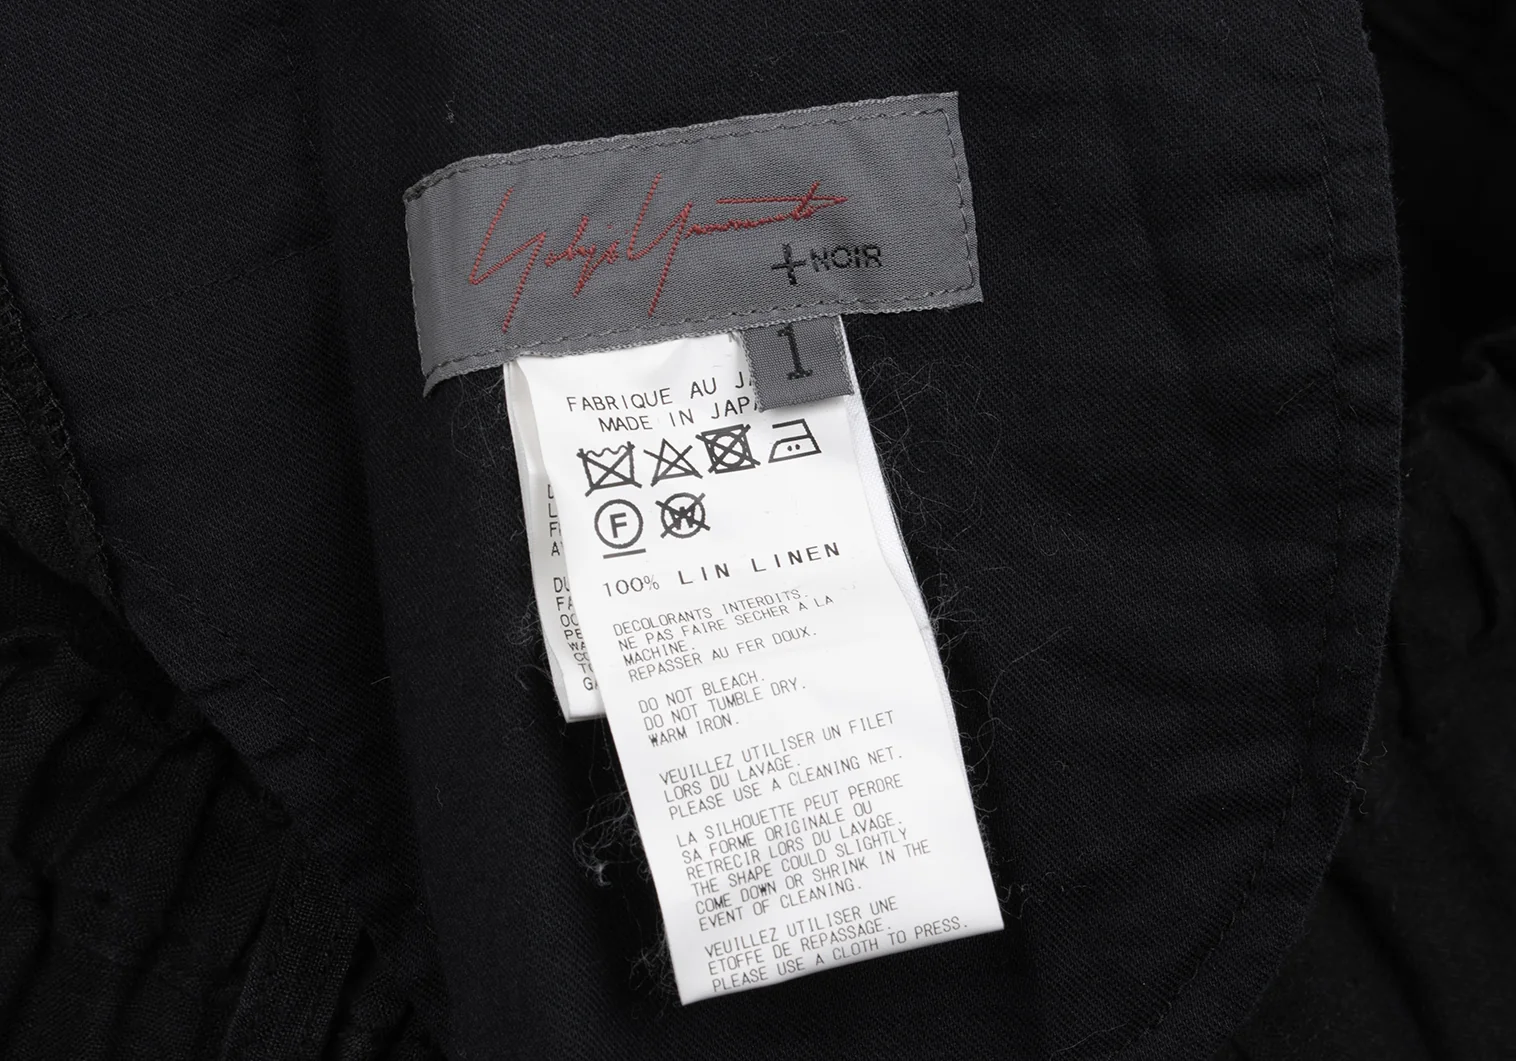 Yohji Yamamoto
+NOIR
1
FABRIQUE AU
MADE IN
F
W
100% LIN LINEN
DECOLORANTS INTERDITS.
NE PAS FAIRE SECHER A LA
MACHINE.
REPASSER AU FER DOUX.
DO NOT BLEACH.
DO NOT TUMBLE DRY.
WARM IRON.
VEUILLEZ UTILISER UN FILET
LORS DU LAVAGE.
PLEASE USE A CLEANING NET.
LA SILHOUETTE PEUT PERDRE
SA FORME ORIGINALE OU
RETRECIR LORS DU LAVAGE.
THE SHAPE COULD SLIGHTLY
COME DOWN OR SHRINK IN THE
EVENT OF CLEANING.
VEUILLEZ UTILISER UNE
ETOFFE DE REPASSAGE.
PLEASE USE A CLOTH TO PRESS.